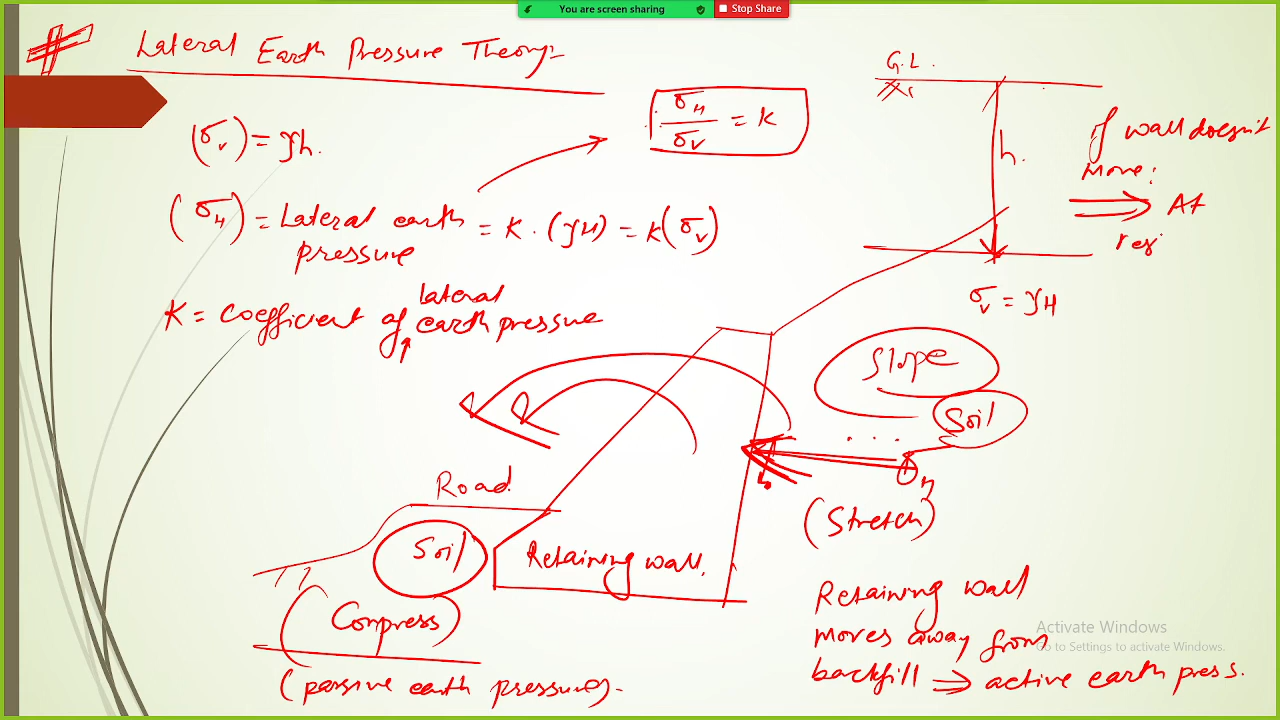 You are screen sharing
Stop Share
# Lateral Earth Pressure Theory:-
G.L.
(σv) = γh.
σH / σv = K
h.
if wall doesn't
move:
⇒ At
res
(σH) = Lateral earth pressure = K · (γH) = K(σv)
σv = γH
K = coefficient of lateral earth pressure
Slope
Soil
σH
(Stretch)
Road
Soil
Retaining wall.
(Compress)
(passive earth pressure).
Retaining wall
moves away from
backfill ⇒ active earth press.
Activate Windows
Go to Settings to activate Windows.